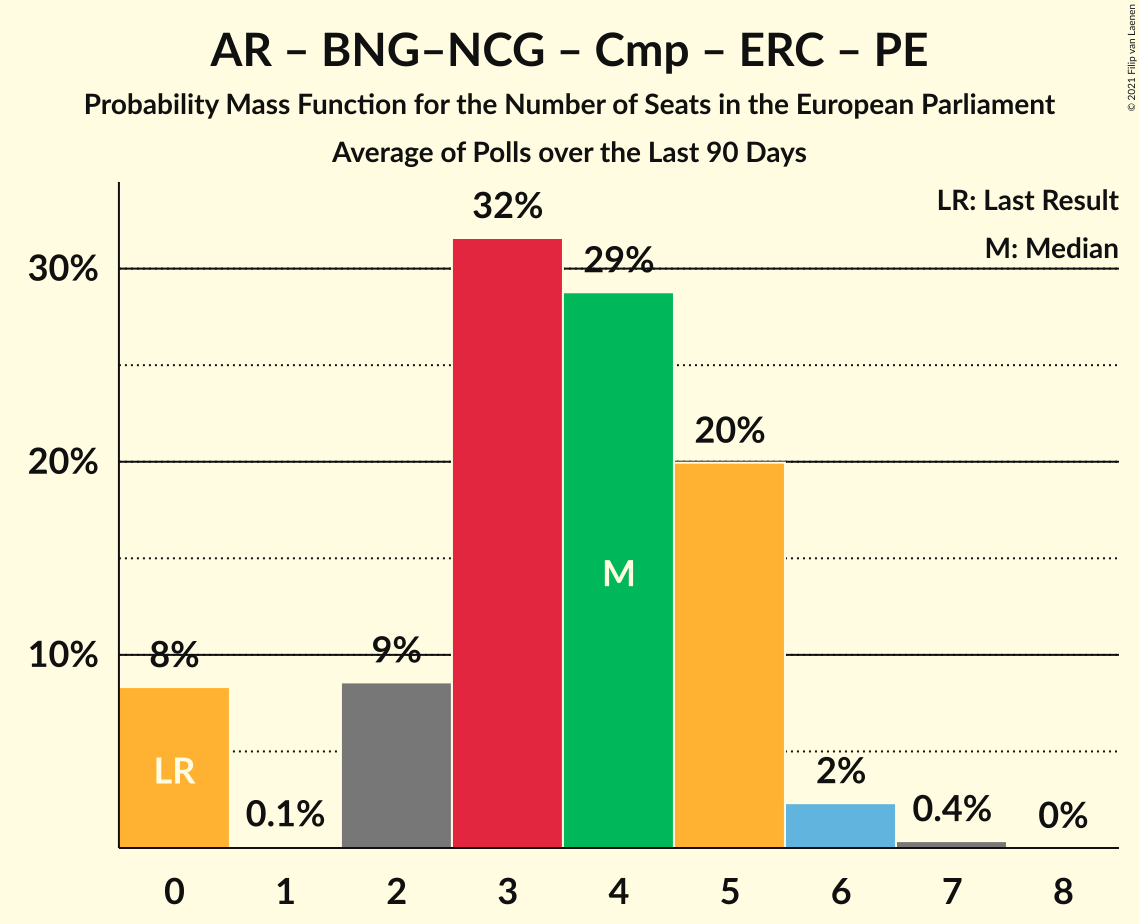 AR – BNG–NCG – Cmp – ERC – PE
Probability Mass Function for the Number of Seats in the European Parliament
Average of Polls over the Last 90 Days
© 2021 Filip van Laenen
LR: Last Result
M: Median
32%
30%
29%
20%
20%
M
10%
8%
9%
LR
0.1%
2%
0.4%
0%
0 1 2 3 4 5 6 7 8